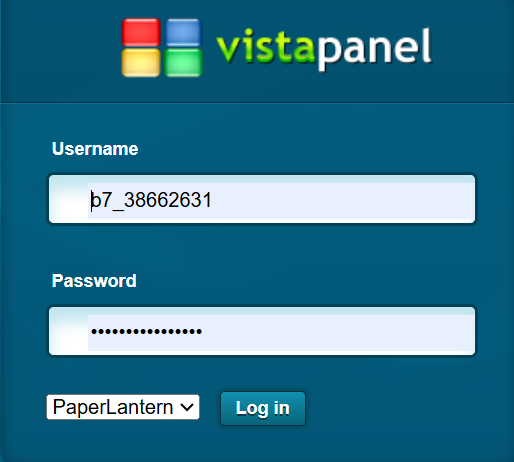 vistapanel
Username
b7_38662631
Password
••••••••••••••••
PaperLantern
Log in